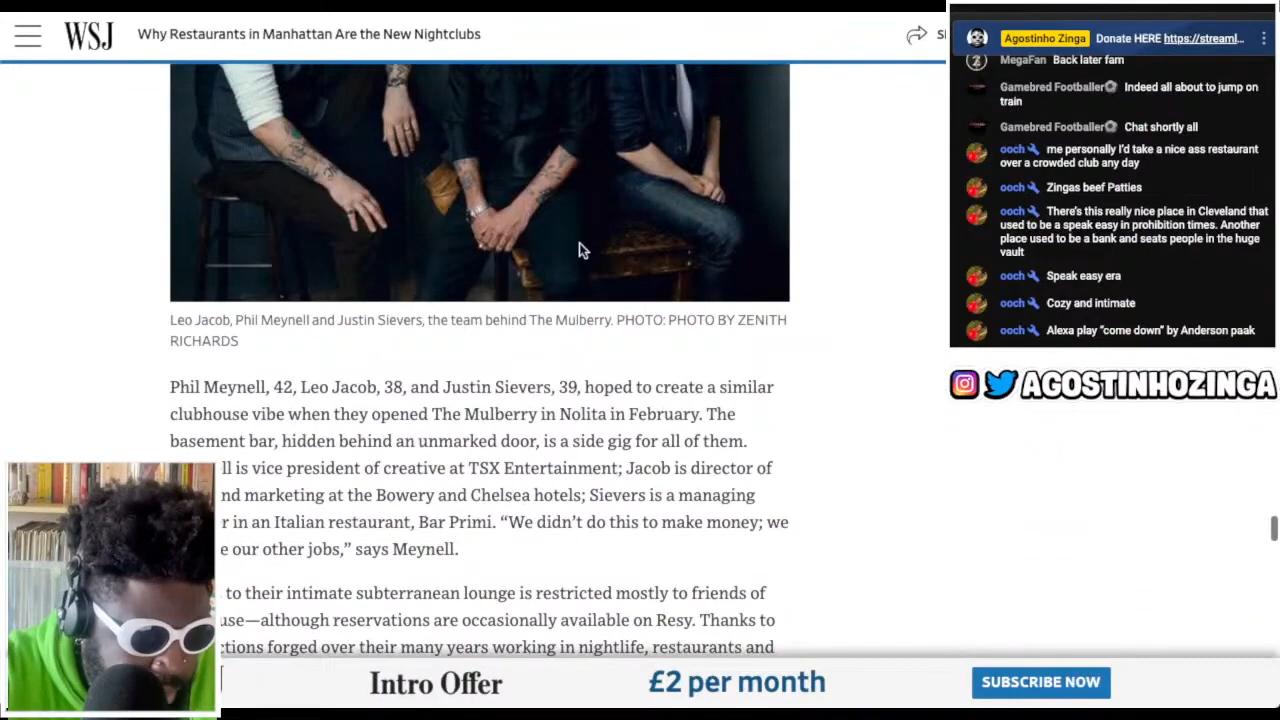 WSJ
Why Restaurants in Manhattan Are the New Nightclubs
Leo Jacob, Phil Meynell and Justin Sievers, the team behind The Mulberry. PHOTO: PHOTO BY ZENITH
RICHARDS
Phil Meynell, 42, Leo Jacob, 38, and Justin Sievers, 39, hoped to create a similar
clubhouse vibe when they opened The Mulberry in Nolita in February. The
basement bar, hidden behind an unmarked door, is a side gig for all of them.
ll is vice president of creative at TSX Entertainment; Jacob is director of
nd marketing at the Bowery and Chelsea hotels; Sievers is a managing
r in an Italian restaurant, Bar Primi. “We didn’t do this to make money; we
e our other jobs,” says Meynell.
to their intimate subterranean lounge is restricted mostly to friends of
use—although reservations are occasionally available on Resy. Thanks to
ctions forged over their many years working in nightlife, restaurants and
Intro Offer
£2 per month
SUBSCRIBE NOW
Agostinho Zinga Donate HERE https://streaml...
MegaFan Back later fam
Gamebred Footballer⚽ Indeed all about to jump on
train
Gamebred Footballer⚽ Chat shortly all
ooch me personally I’d take a nice ass restaurant
over a crowded club any day
ooch Zingas beef Patties
ooch There’s this really nice place in Cleveland that
used to be a speak easy in prohibition times. Another
place used to be a bank and seats people in the huge
vault
ooch Speak easy era
ooch Cozy and intimate
ooch Alexa play “come down” by Anderson paak
AGOSTINHOZINGA